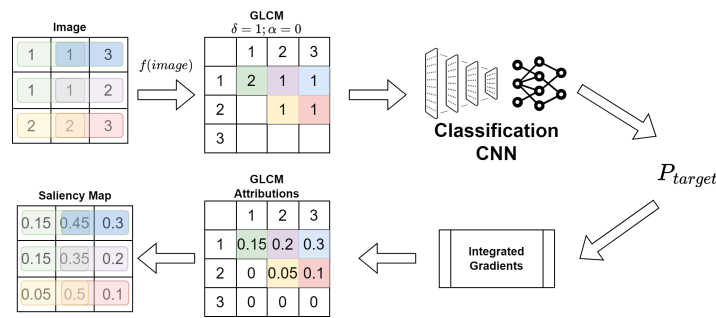 Image
1 1 3
1 1 2
2 2 3
f(image)
GLCM
δ = 1; α = 0
1 2 3
1 2 1 1
2 1 1
3
Classification
CNN
P_target
Integrated
Gradients
GLCM
Attributions
1 2 3
1 0.15 0.2 0.3
2 0 0.05 0.1
3 0 0 0
Saliency Map
0.15 0.45 0.3
0.15 0.35 0.2
0.05 0.5 0.1